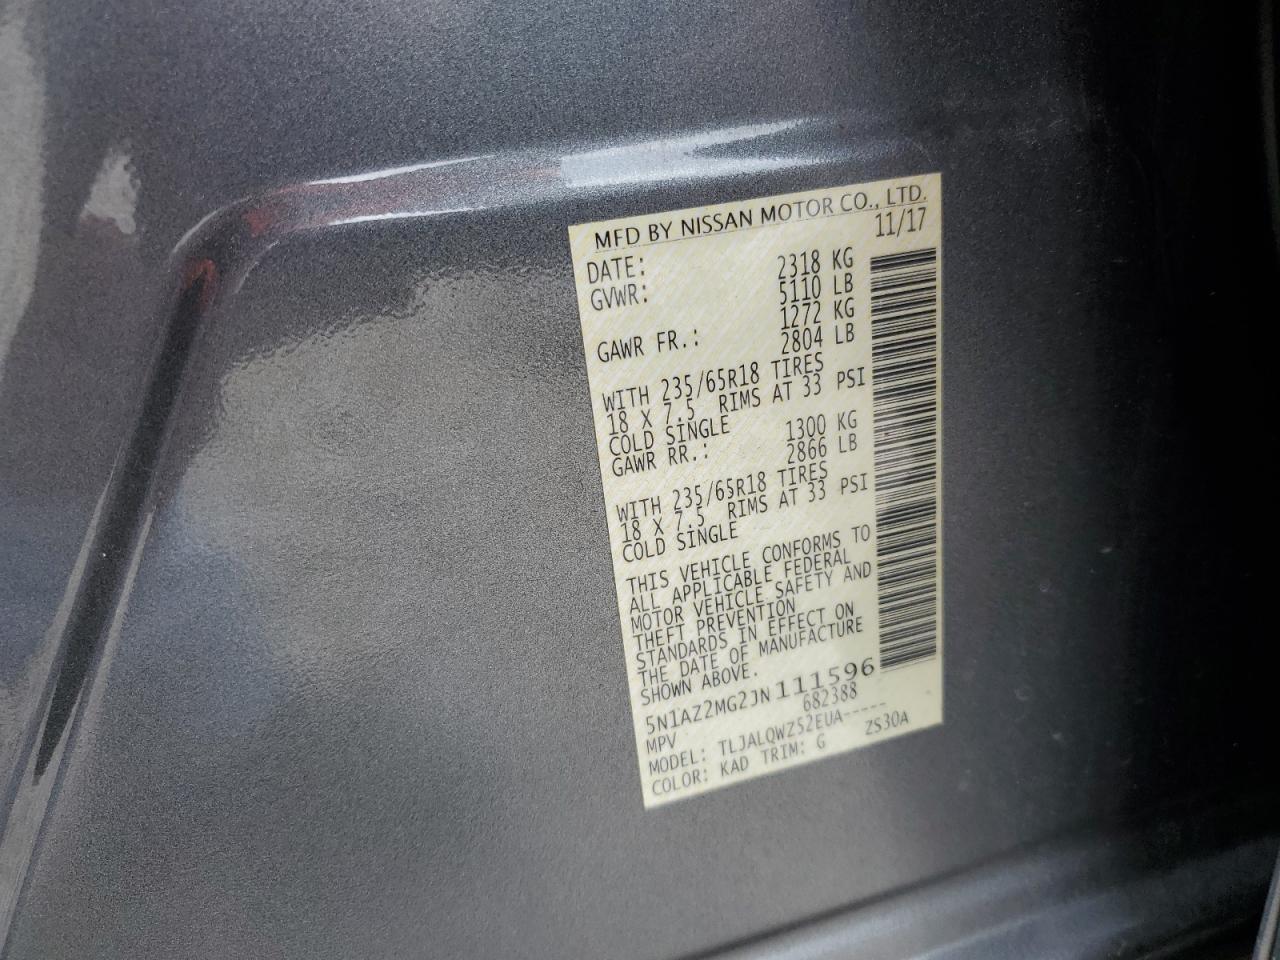 MFD BY NISSAN MOTOR CO., LTD.
DATE: 11/17
GVWR: 2318 KG
5110 LB
GAWR FR.: 1272 KG
2804 LB
WITH 235/65R18 TIRES
18 X 7.5 RIMS AT 33 PSI
COLD SINGLE
GAWR RR.: 1300 KG
2866 LB
WITH 235/65R18 TIRES
18 X 7.5 RIMS AT 33 PSI
COLD SINGLE
THIS VEHICLE CONFORMS TO
ALL APPLICABLE FEDERAL
MOTOR VEHICLE SAFETY AND
THEFT PREVENTION
STANDARDS IN EFFECT ON
THE DATE OF MANUFACTURE
SHOWN ABOVE.
5N1AZ2MG2JN111596
MPV 682388
MODEL: TLJALQWZ52EUA-----
COLOR: KAD TRIM: G ZS30A